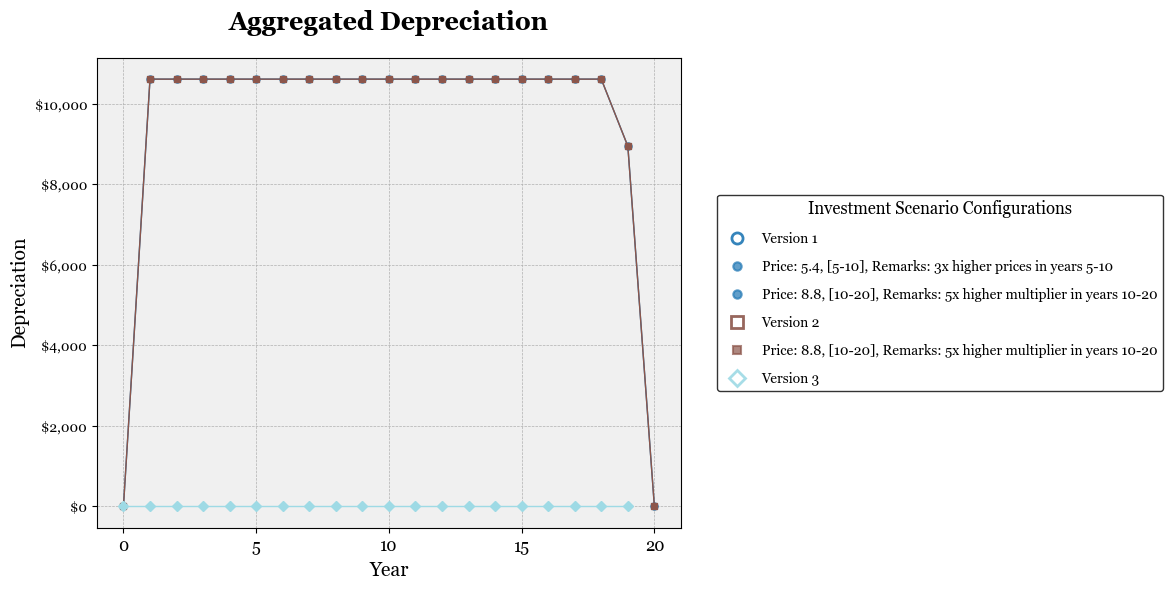 Aggregated Depreciation
$10,000
$8,000
$6,000
$4,000
$2,000
$0
Depreciation
0 5 10 15 20
Year
Investment Scenario Configurations
Version 1
Price: 5.4, [5-10], Remarks: 3x higher prices in years 5-10
Price: 8.8, [10-20], Remarks: 5x higher multiplier in years 10-20
Version 2
Price: 8.8, [10-20], Remarks: 5x higher multiplier in years 10-20
Version 3